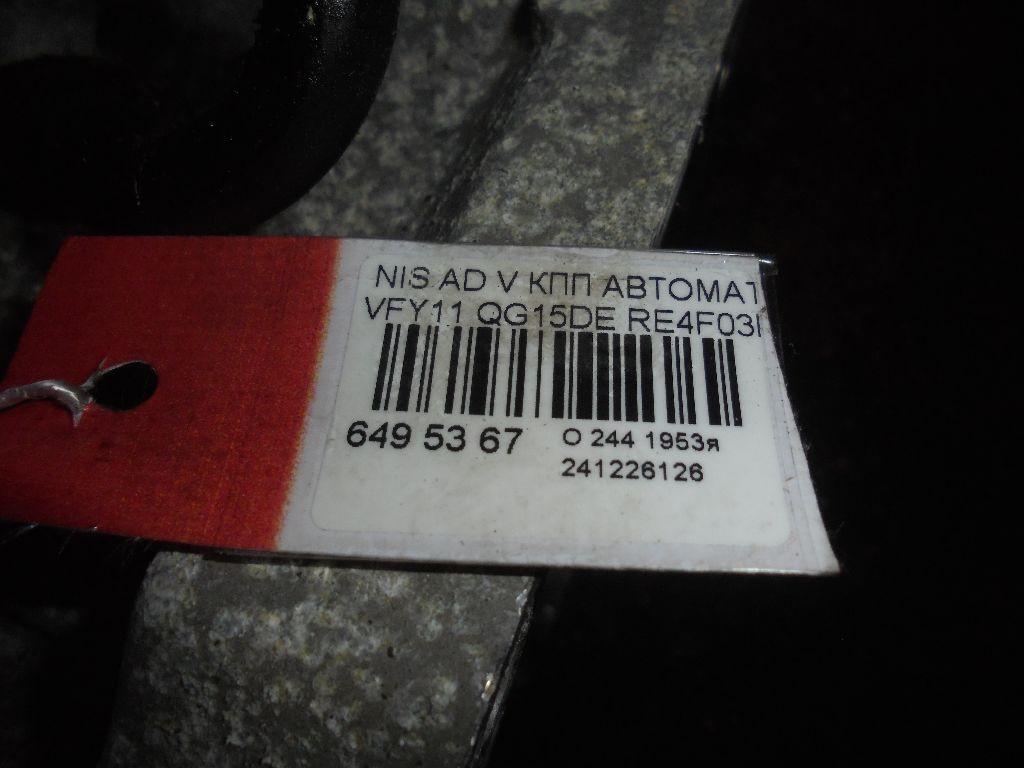 NIS AD V КПП АВТОМАТ
VFY11 QG15DE RE4F03
649 53 67
O 244 1953я
241226126